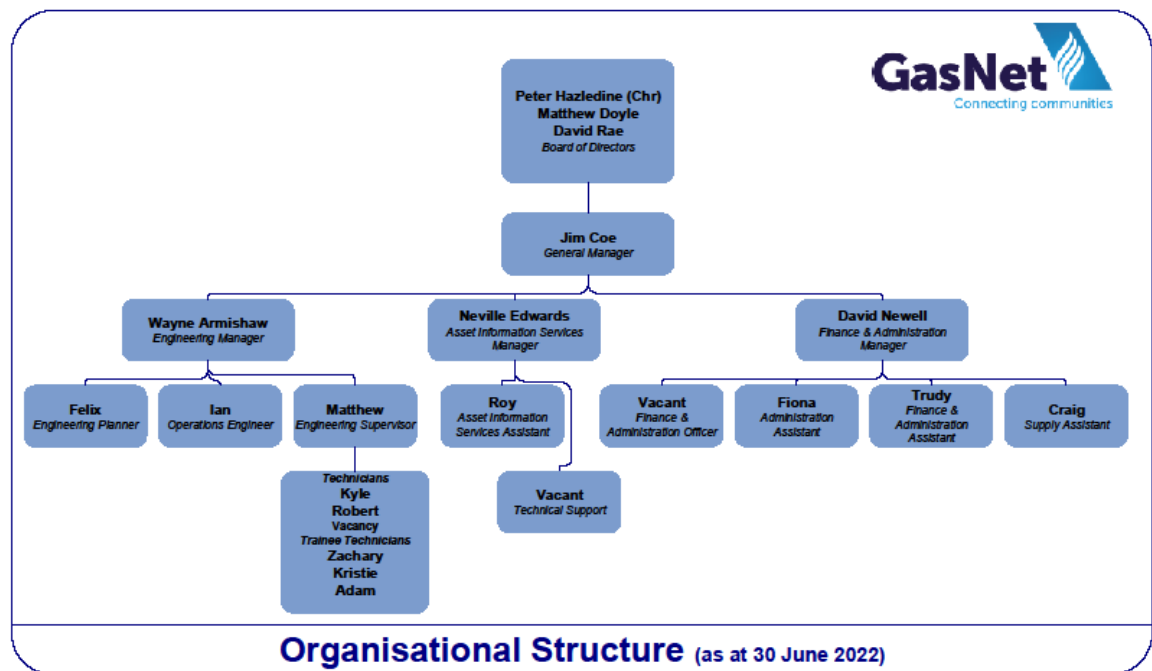 GasNet
Connecting communities
Peter Hazledine (Chr)
Matthew Doyle
David Rae
Board of Directors
Jim Coe
General Manager
Wayne Armishaw
Engineering Manager
Neville Edwards
Asset Information Services
Manager
David Newell
Finance & Administration
Manager
Felix
Engineering Planner
Ian
Operations Engineer
Matthew
Engineering Supervisor
Roy
Asset Information
Services Assistant
Vacant
Finance &
Administration Officer
Fiona
Administration
Assistant
Trudy
Finance &
Administration
Assistant
Craig
Supply Assistant
Technicians
Kyle
Robert
Vacancy
Trainee Technicians
Zachary
Kristie
Adam
Vacant
Technical Support
Organisational Structure (as at 30 June 2022)